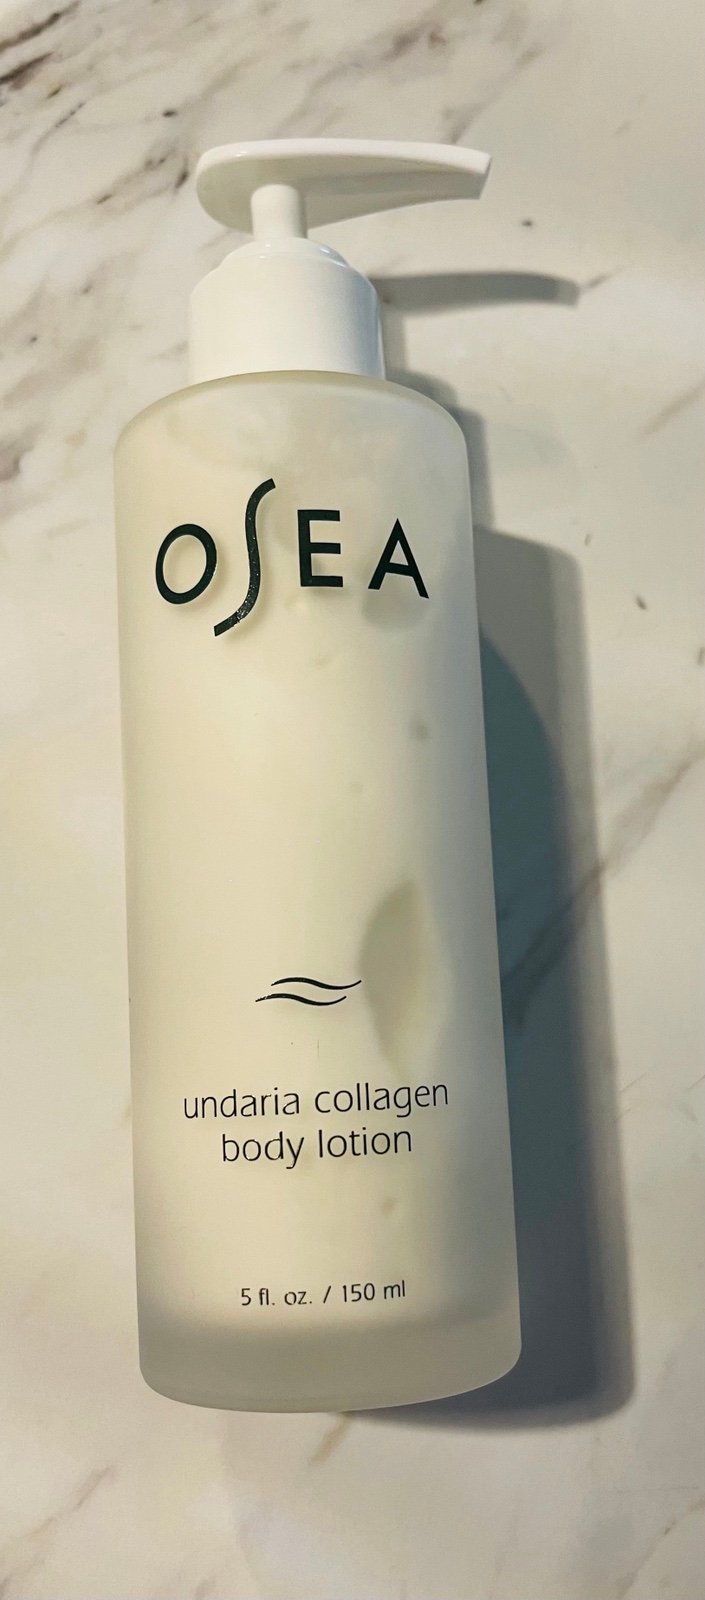 OSEA
undaria collagen
body lotion
5 fl. oz. / 150 ml